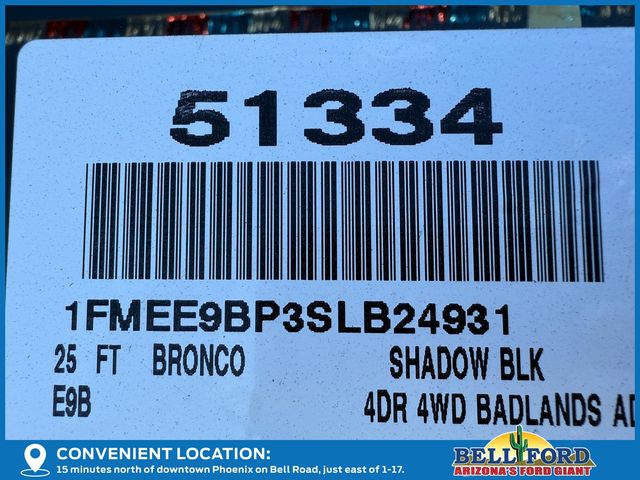 51334
1FMEE9BP3SLB24931
25 FT BRONCO SHADOW BLK
E9B 4DR 4WD BADLANDS AD
CONVENIENT LOCATION:
15 minutes north of downtown Phoenix on Bell Road, just east of 1-17.
BELL FORD
ARIZONA'S FORD GIANT